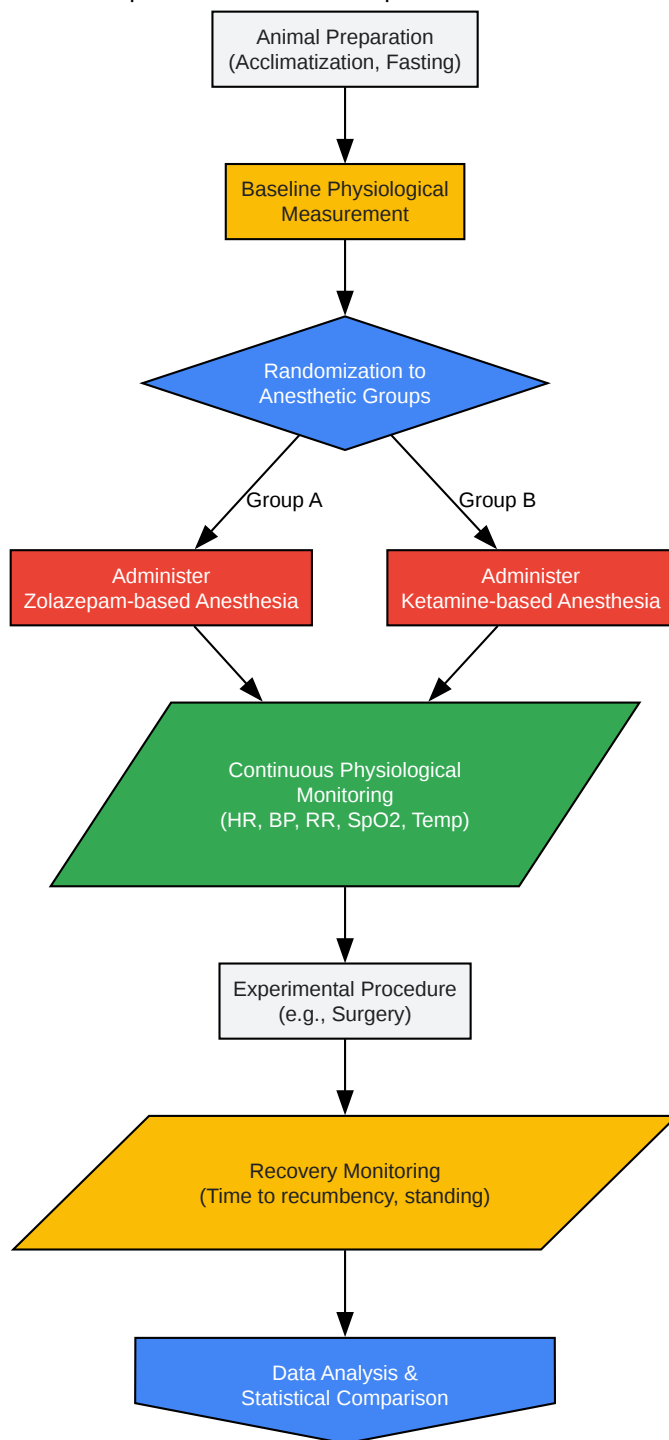 Animal Preparation
(Acclimatization, Fasting)
Baseline Physiological
Measurement
Randomization to
Anesthetic Groups
Group A
Group B
Administer
Zolazepam-based Anesthesia
Administer
Ketamine-based Anesthesia
Continuous Physiological
Monitoring
(HR, BP, RR, SpO2, Temp)
Experimental Procedure
(e.g., Surgery)
Recovery Monitoring
(Time to recumbency, standing)
Data Analysis &
Statistical Comparison